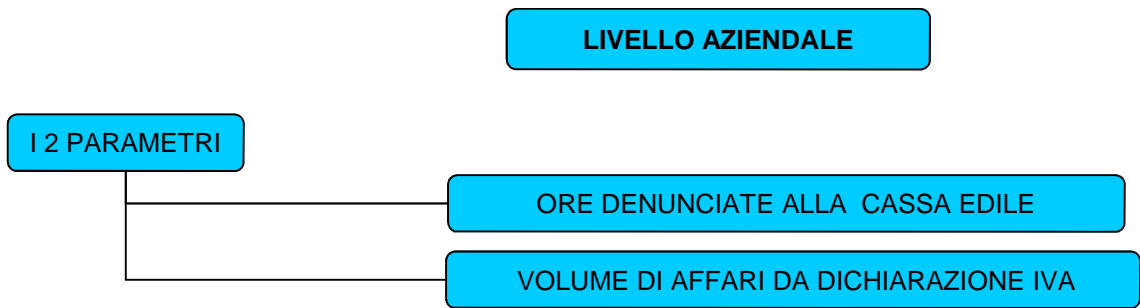 LIVELLO AZIENDALE
I 2 PARAMETRI
ORE DENUNCIATE ALLA CASSA EDILE
VOLUME DI AFFARI DA DICHIARAZIONE IVA